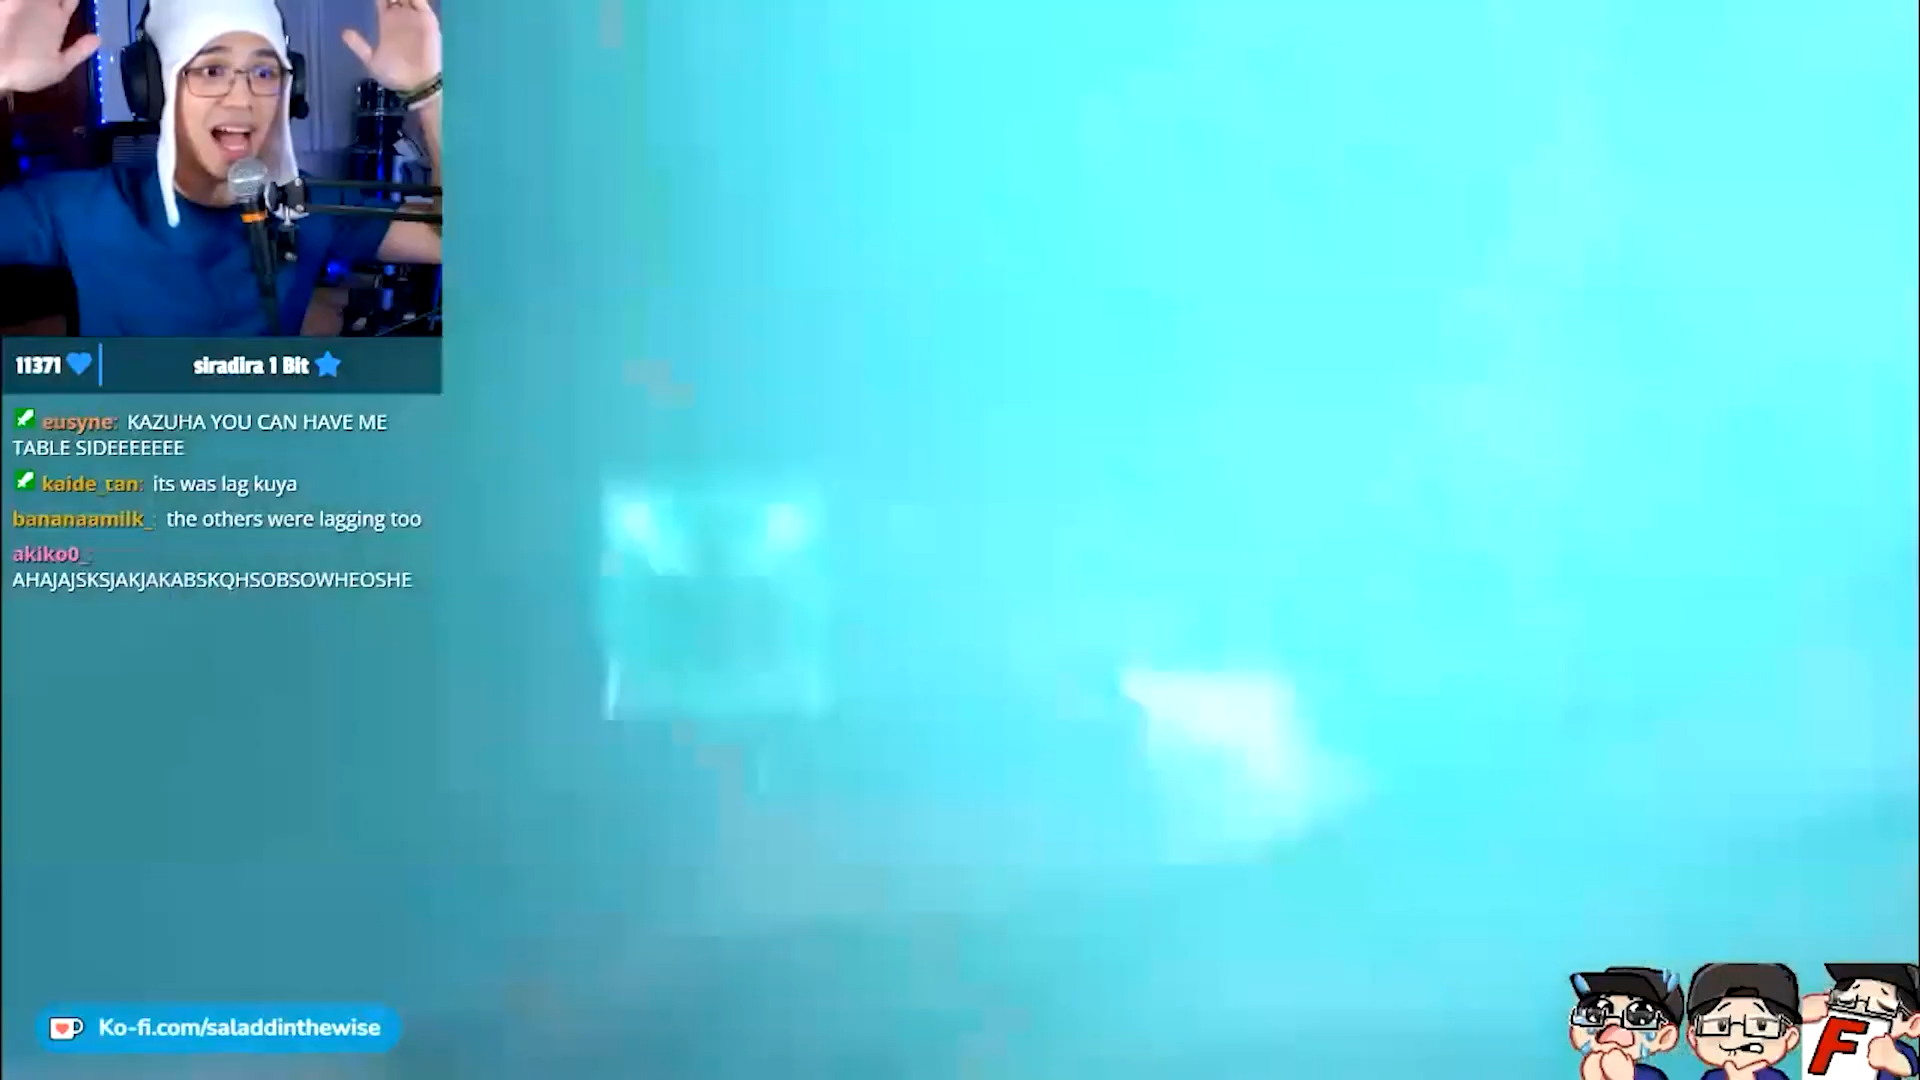 11371
siradira 1 Bit
eusyne: KAZUHA YOU CAN HAVE ME
TABLE SIDEEEEEEE
kaide_tan: its was lag kuya
bananaamilk_: the others were lagging too
akiko0_:
AHAJAJSKSJAKJAKABSKQHSOBSOWHEOSHE
Ko-fi.com/saladdinthewise
F